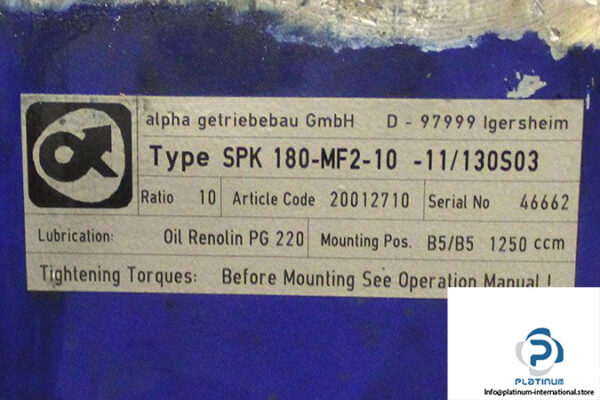 alpha getriebebau GmbH D - 97999 Igersheim
Type SPK 180-MF2-10 -11/130S03
Ratio 10 Article Code 20012710 Serial No 46662
Lubrication: Oil Renolin PG 220 Mounting Pos. B5/B5 1250 ccm
Tightening Torques: Before Mounting See Operation Manual !
PLATINUM
Info@platinum-international.store